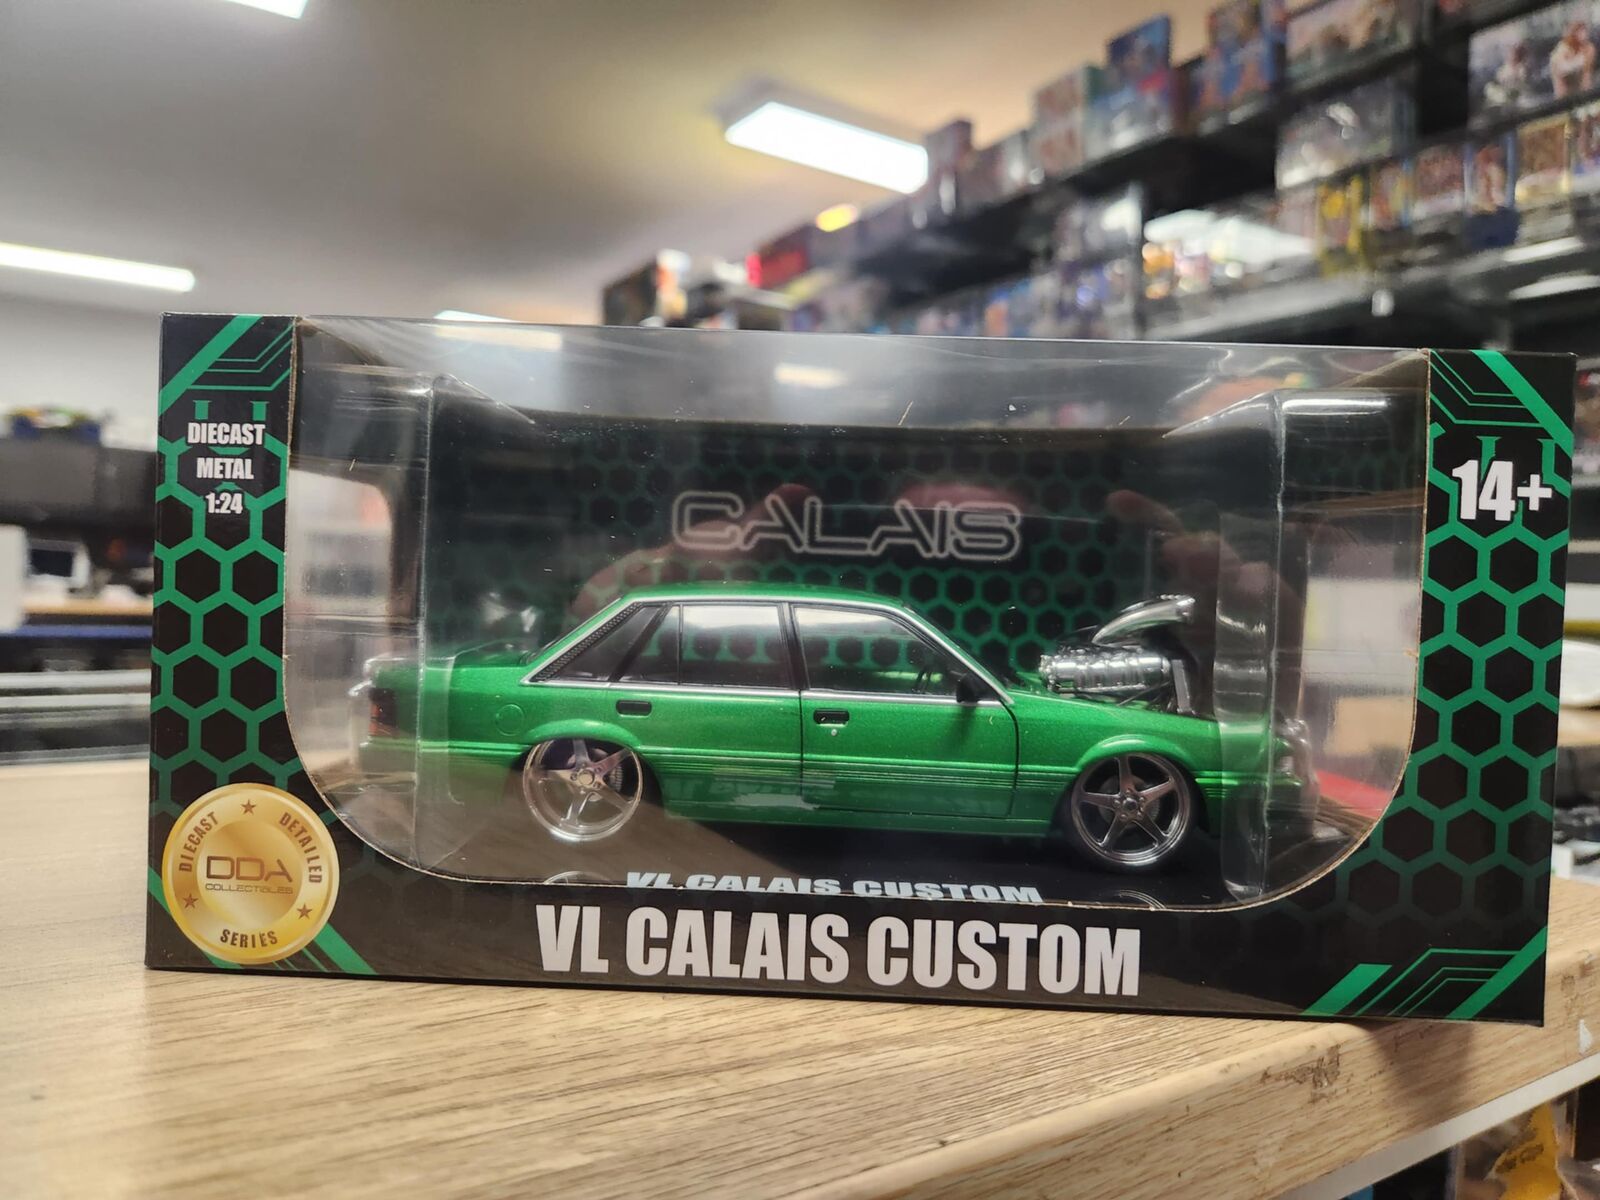 DIECAST
METAL
1:24
14+
CALAIS
DIECAST DETAILED
DDA
COLLECTIBLES
SERIES
VL CALAIS CUSTOM
VL CALAIS CUSTOM